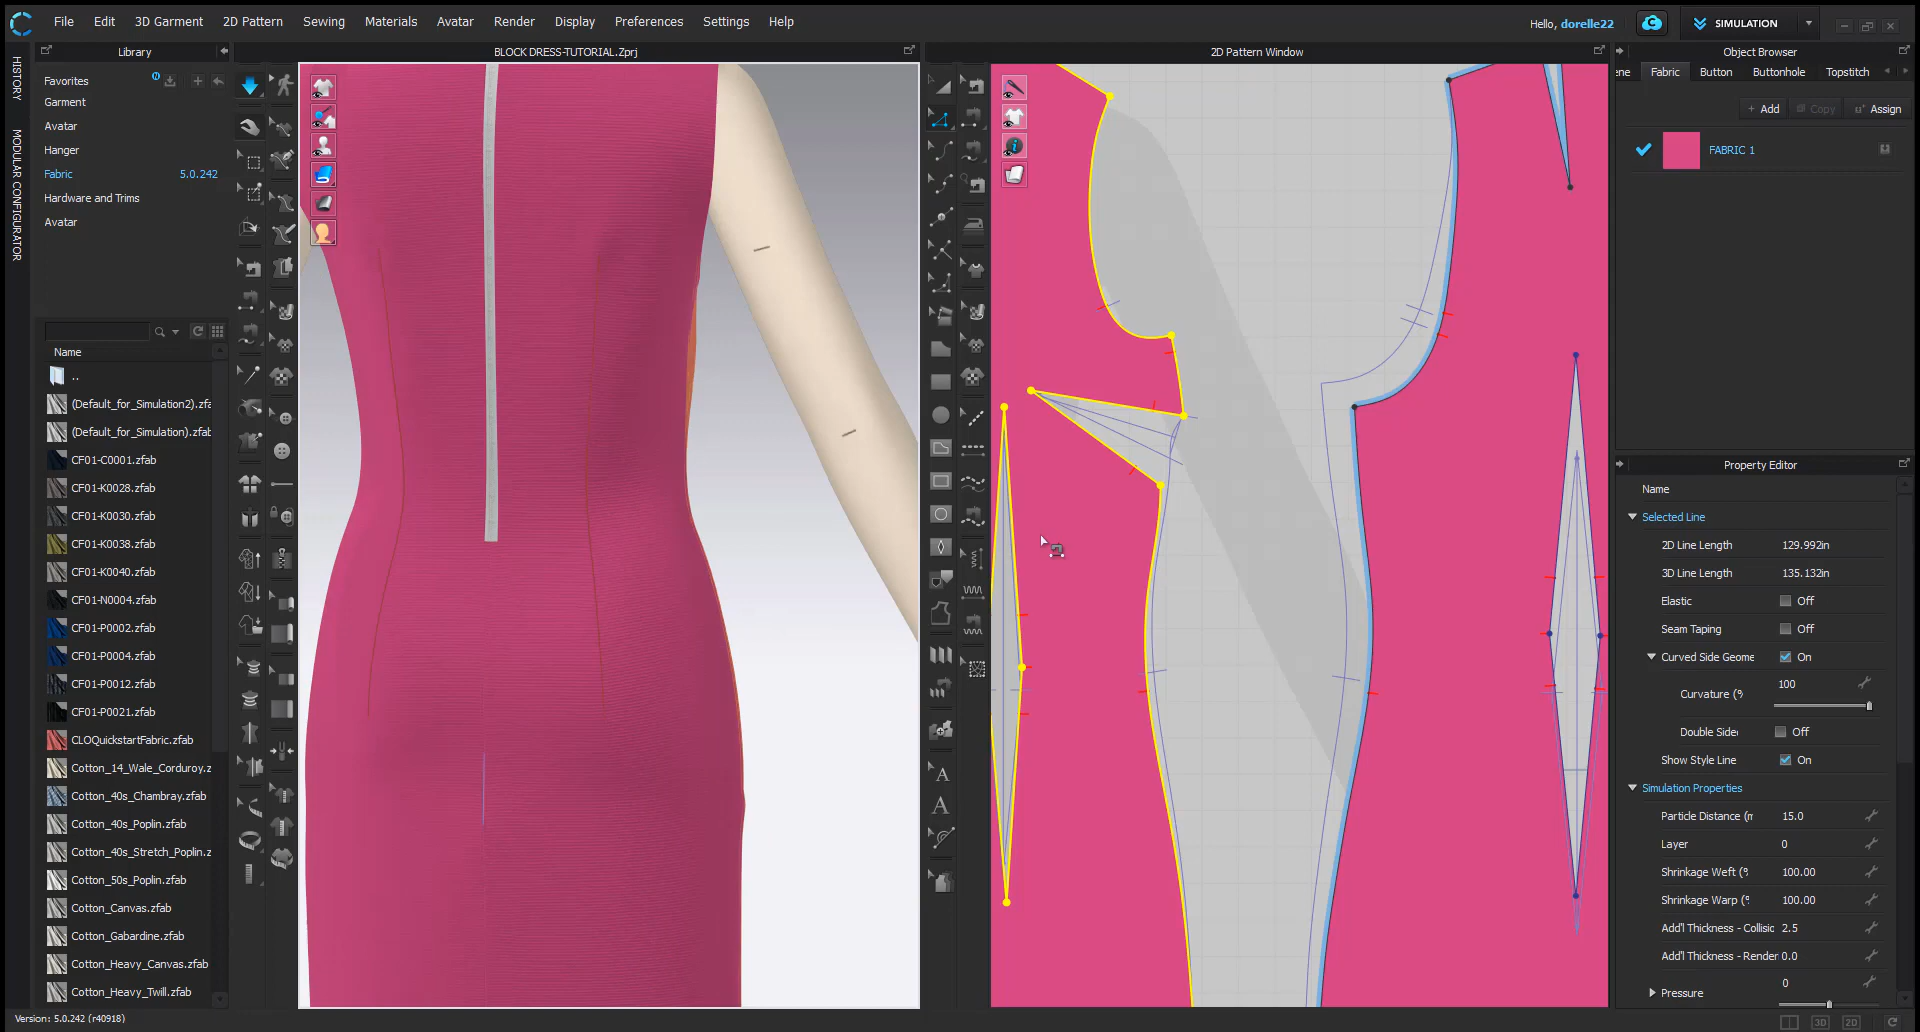 File Edit 3D Garment 2D Pattern Sewing Materials Avatar Render Display Preferences Settings Help
Hello, dorelle22
SIMULATION
Library
BLOCK DRESS-TUTORIAL.Zprj
2D Pattern Window
Object Browser
HISTORY
MODULAR CONFIGURATOR
Favorites
Garment
Avatar
Hanger
Fabric 5.0.242
Hardware and Trims
Avatar
Name
..
(Default_for_Simulation2).zfa
(Default_for_Simulation).zfab
CF01-C0001.zfab
CF01-K0028.zfab
CF01-K0030.zfab
CF01-K0038.zfab
CF01-K0040.zfab
CF01-N0004.zfab
CF01-P0002.zfab
CF01-P0004.zfab
CF01-P0012.zfab
CF01-P0021.zfab
CLOQuickstartFabric.zfab
Cotton_14_Wale_Corduroy.z
Cotton_40s_Chambray.zfab
Cotton_40s_Poplin.zfab
Cotton_40s_Stretch_Poplin.z
Cotton_50s_Poplin.zfab
Cotton_Canvas.zfab
Cotton_Gabardine.zfab
Cotton_Heavy_Canvas.zfab
Cotton_Heavy_Twill.zfab
Version: 5.0.242 (r40918)
ene Fabric Button Buttonhole Topstitch
+ Add Copy Assign
FABRIC 1
Property Editor
Name
Selected Line
2D Line Length 129.992in
3D Line Length 135.132in
Elastic Off
Seam Taping Off
Curved Side Geome On
Curvature (% 100
Double Sided Off
Show Style Line On
Simulation Properties
Particle Distance (m 15.0
Layer 0
Shrinkage Weft (% 100.00
Shrinkage Warp (% 100.00
Add'l Thickness - Collisic 2.5
Add'l Thickness - Render 0.0
Pressure 0
3D 2D